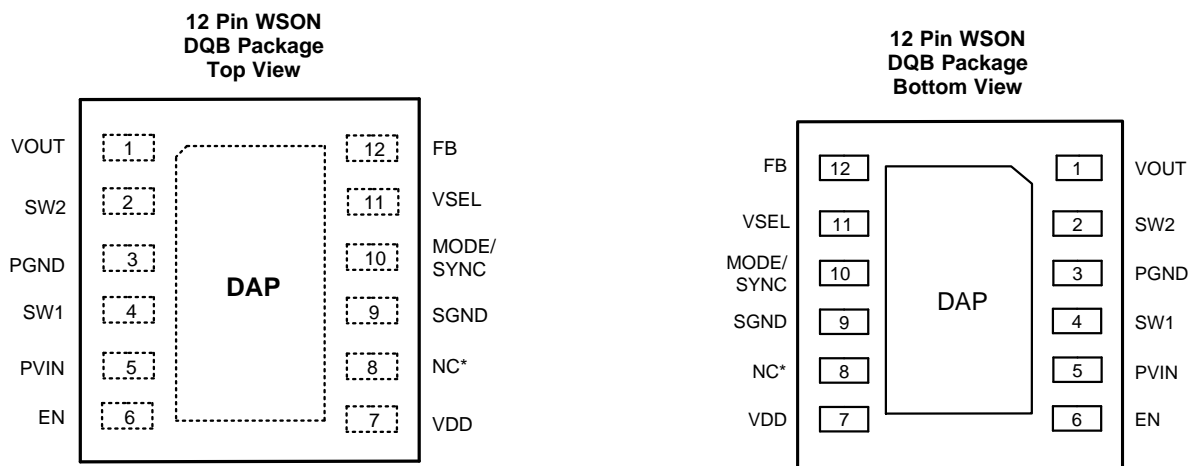 12 Pin WSON
DQB Package
Top View
VOUT
1
12
FB
SW2
2
11
VSEL
PGND
3
10
MODE/
SYNC
DAP
SW1
4
9
SGND
PVIN
5
8
NC*
EN
6
7
VDD
12 Pin WSON
DQB Package
Bottom View
FB
12
1
VOUT
VSEL
11
2
SW2
MODE/
SYNC
10
3
PGND
DAP
SGND
9
4
SW1
NC*
8
5
PVIN
VDD
7
6
EN